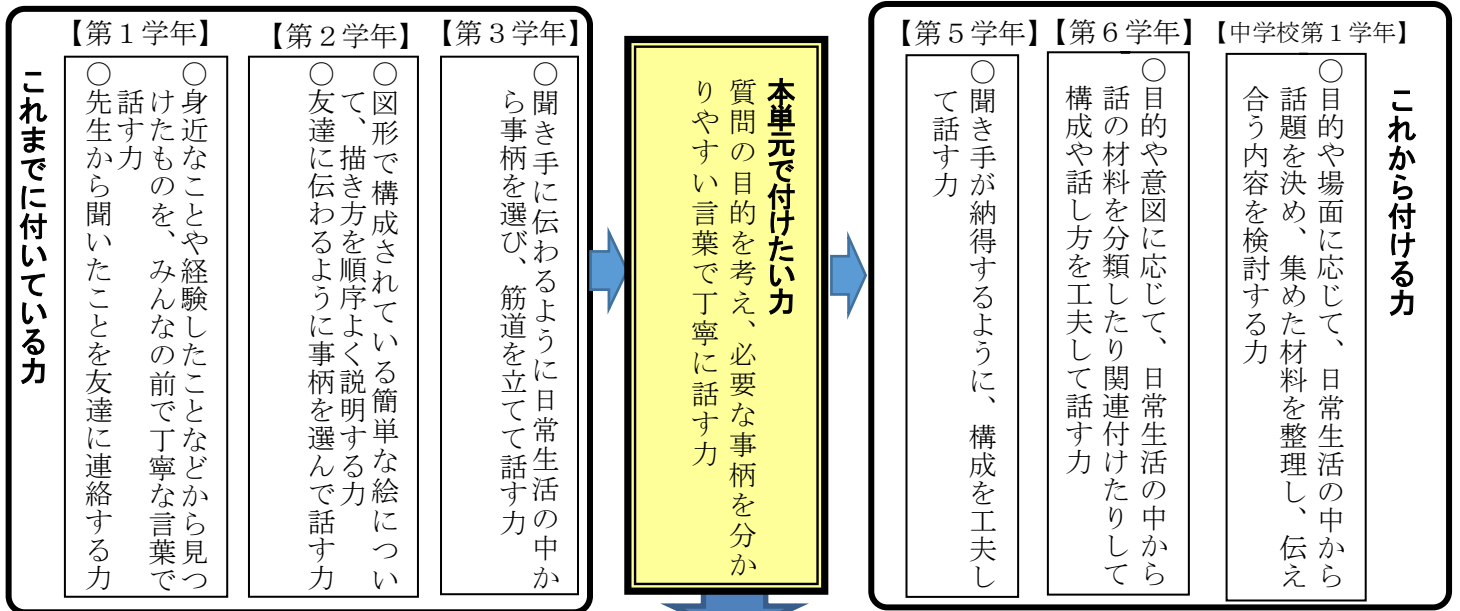 これまでに付いている力
【第１学年】
○身近なことや経験したことなどから見つ
けたものを、みんなの前で丁寧な言葉で
話す力
○先生から聞いたことを友達に連絡する力
【第２学年】
○図形で構成されている簡単な絵につい
て、描き方を順序よく説明する力
○友達に伝わるように事柄を選んで話す力
【第３学年】
○聞き手に伝わるように日常生活の中か
ら事柄を選び、筋道を立てて話す力
本単元で付けたい力
質問の目的を考え、必要な事柄を分か
りやすい言葉で丁寧に話す力
これから付ける力
【第５学年】
○聞き手が納得するように、構成を工夫し
て話す力
【第６学年】
○目的や意図に応じて、日常生活の中から
話の材料を分類したり関連付けたりして
構成や話し方を工夫して話す力
【中学校第１学年】
○目的や場面に応じて、日常生活の中から
話題を決め、集めた材料を整理し、伝え
合う内容を検討する力